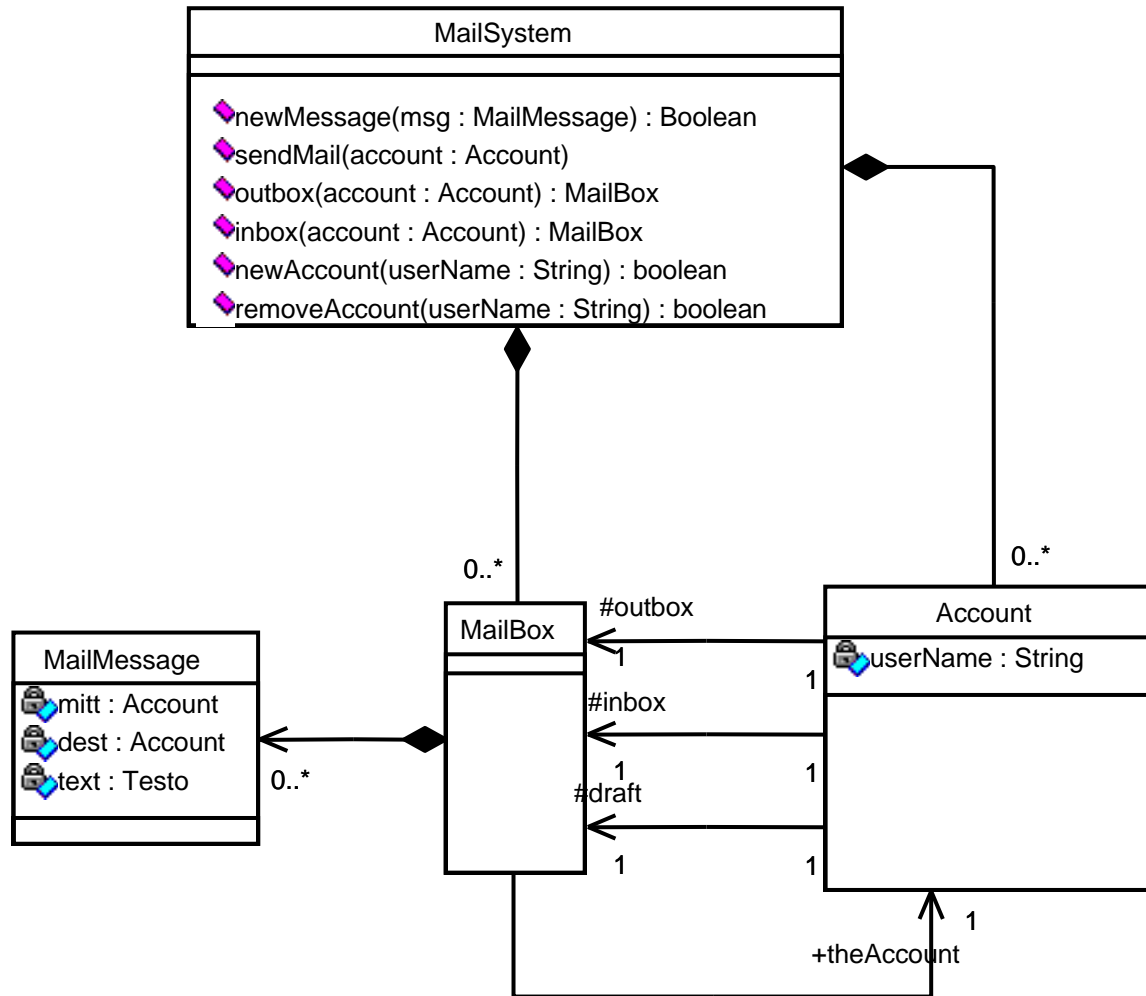 MailSystem
newMessage(msg : MailMessage) : Boolean
sendMail(account : Account)
outbox(account : Account) : MailBox
inbox(account : Account) : MailBox
newAccount(userName : String) : boolean
removeAccount(userName : String) : boolean
0..*
0..*
MailBox
#outbox
1
1
#inbox
1
1
#draft
1
1
Account
userName : String
MailMessage
mitt : Account
dest : Account
text : Testo
0..*
1
+theAccount